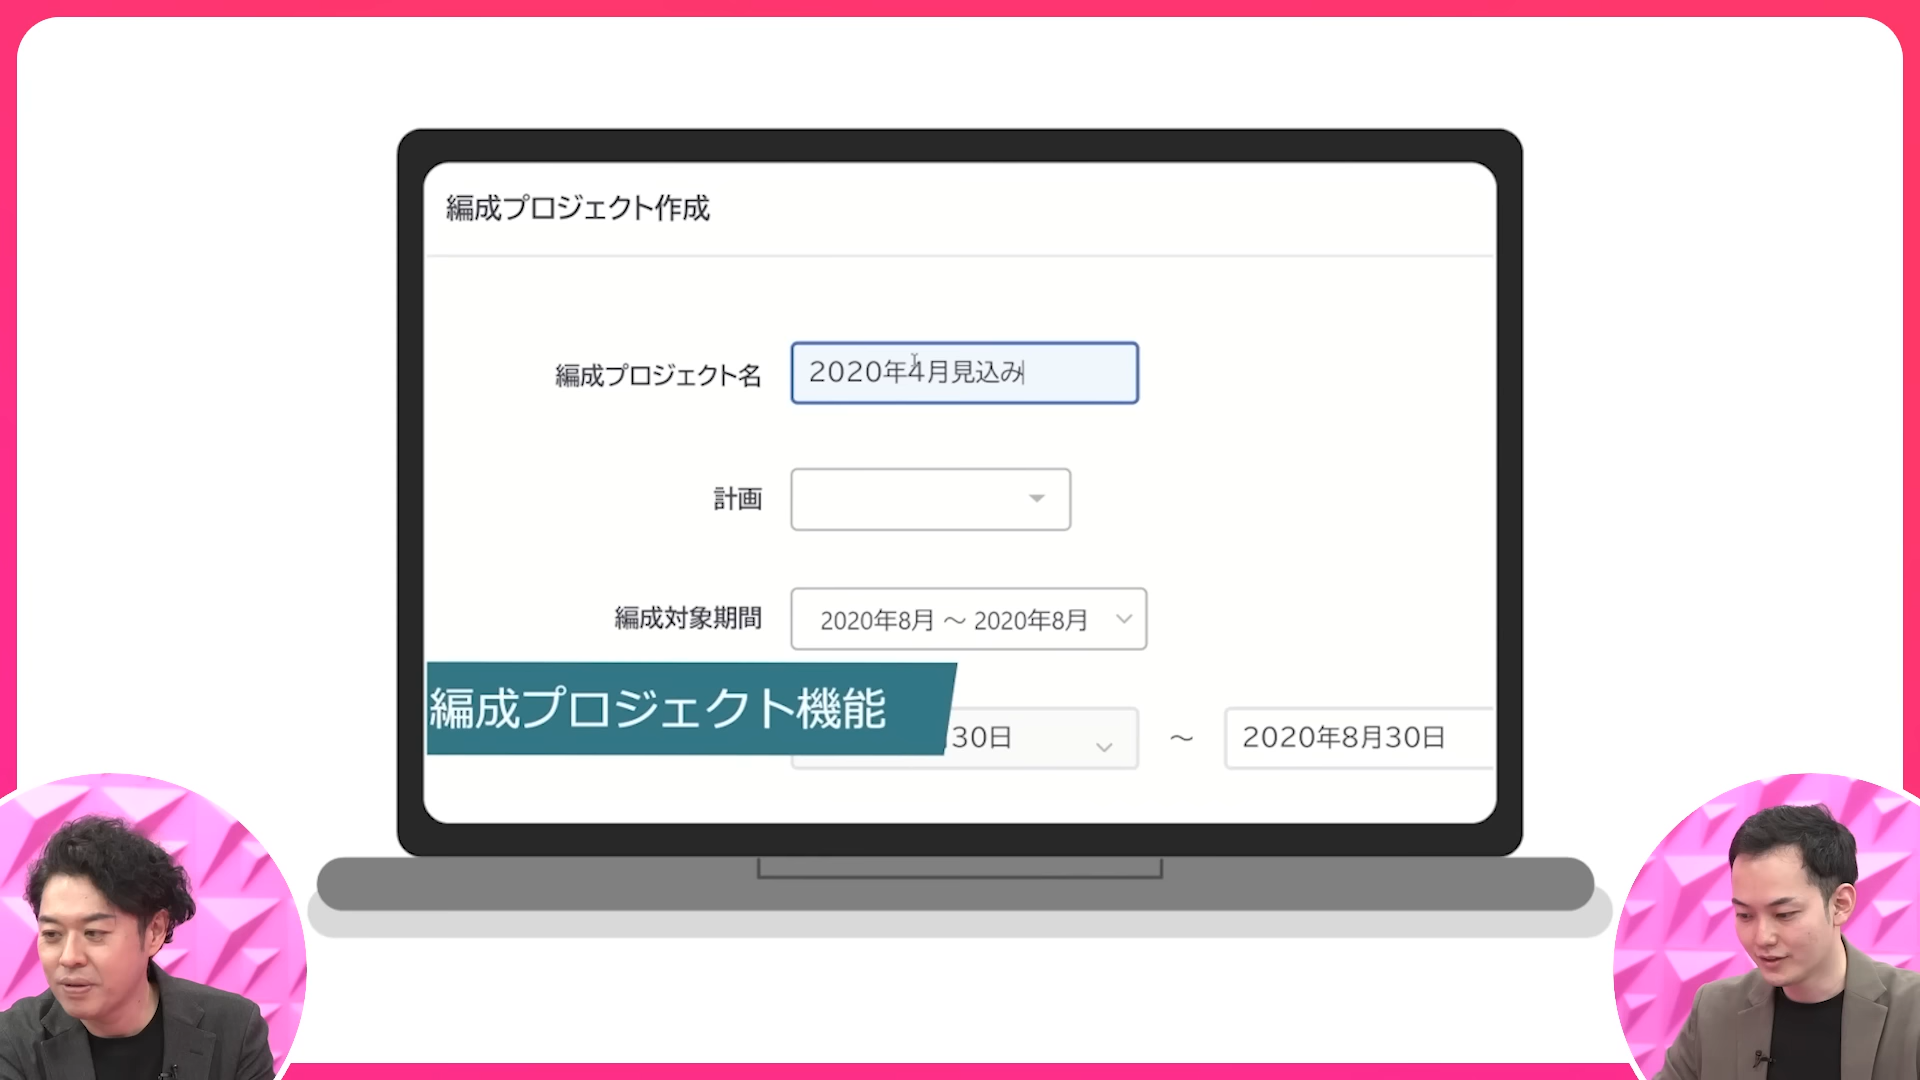 編成プロジェクト作成
編成プロジェクト名 2020年4月見込み
計画
編成対象期間 2020年8月 ～ 2020年8月
編成プロジェクト機能
30日 ～ 2020年8月30日